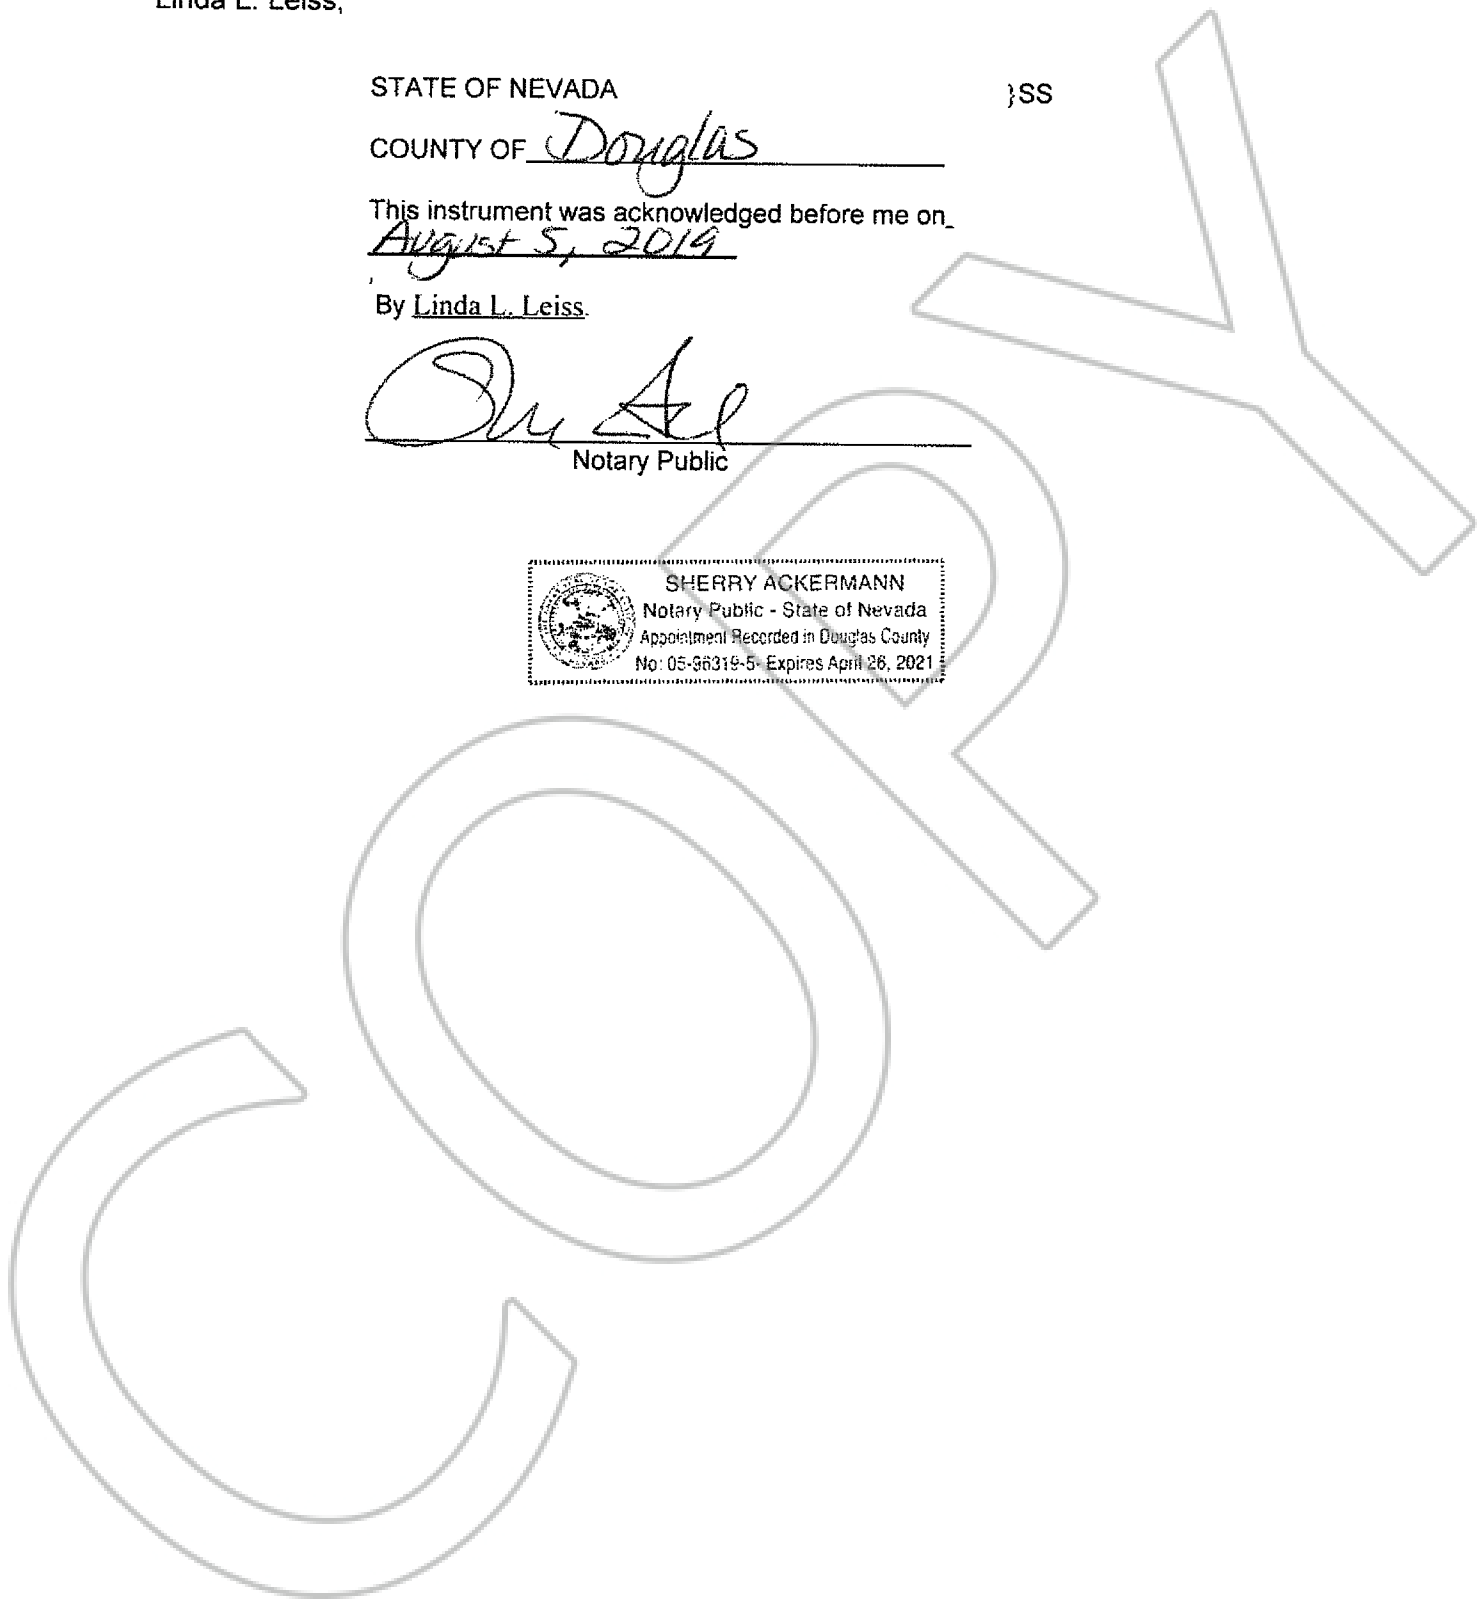 Linda L. Leiss,
STATE OF NEVADA }SS
COUNTY OF Douglas
This instrument was acknowledged before me on
August 5, 2019
,
By Linda L. Leiss.
Notary Public
SHERRY ACKERMANN
Notary Public - State of Nevada
Appointment Recorded in Douglas County
No: 05-96319-5- Expires April 26, 2021
COPY